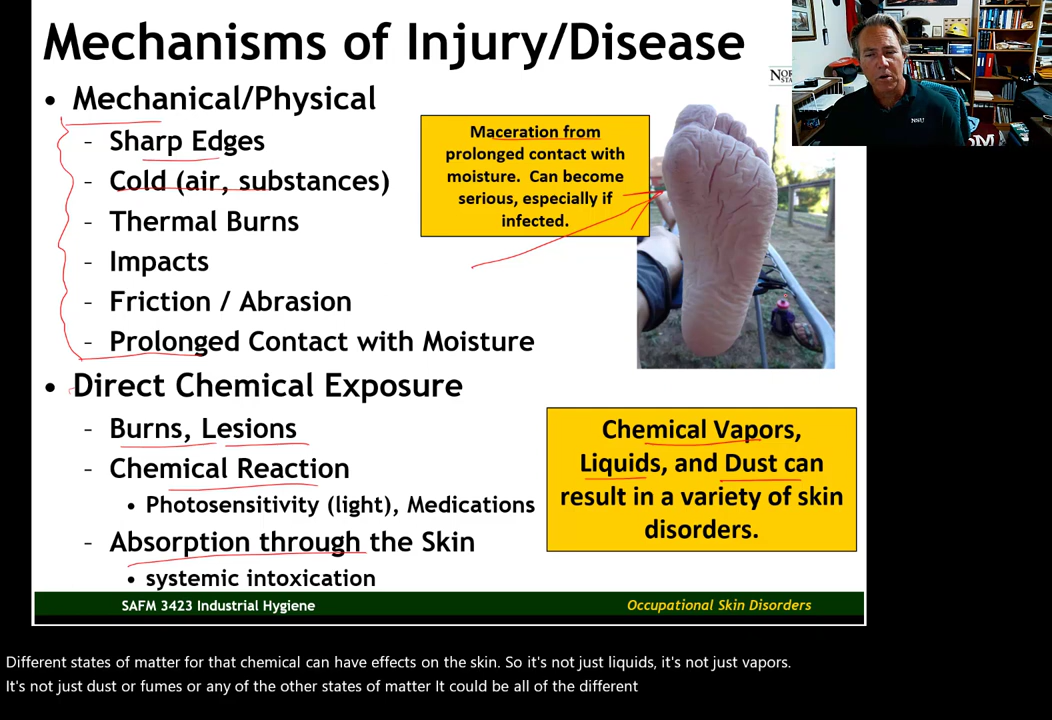 Mechanisms of Injury/Disease
• Mechanical/Physical
- Sharp Edges
- Cold (air, substances)
- Thermal Burns
- Impacts
- Friction / Abrasion
- Prolonged Contact with Moisture
Maceration from
prolonged contact with
moisture. Can become
serious, especially if
infected.
• Direct Chemical Exposure
- Burns, Lesions
- Chemical Reaction
• Photosensitivity (light), Medications
- Absorption through the Skin
• systemic intoxication
Chemical Vapors,
Liquids, and Dust can
result in a variety of skin
disorders.
SAFM 3423 Industrial Hygiene
Occupational Skin Disorders
NSU
Different states of matter for that chemical can have effects on the skin. So it's not just liquids, it's not just vapors.
It's not just dust or fumes or any of the other states of matter It could be all of the different